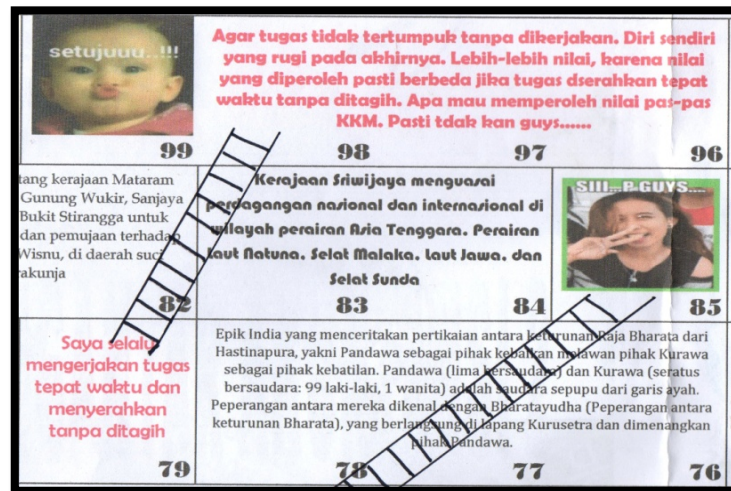 setujuuu..!!!
Agar tugas tidak tertumpuk tanpa dikerjakan. Diri sendiri
yang rugi pada akhirnya. Lebih-lebih nilai, karena nilai
yang diperoleh pasti berbeda jika tugas dserahkan tepat
waktu tanpa ditagih. Apa mau memperoleh nilai pas-pas
KKM. Pasti tdak kan guys......
99
98
97
96
tang kerajaan Mataram
Gunung Wukir, Sanjaya
Bukit Stirangga untuk
dan pemujaan terhadap
Wisnu, di daerah suci
rakunja
82
Kerajaan Sriwijaya menguasai
perdagangan nasional dan internasional di
wilayah perairan Asia Tenggara. Perairan
Laut Natuna. Selat Malaka. Laut Jawa. dan
Selat Sunda
83
84
SIII...P GUYS....
85
Saya selalu
mengerjakan tugas
tepat waktu dan
menyerahkan
tanpa ditagih
79
Epik India yang menceritakan pertikaian antara keturunan Raja Bharata dari
Hastinapura, yakni Pandawa sebagai pihak kebaikan melawan pihak Kurawa
sebagai pihak kebatilan. Pandawa (lima bersaudara) dan Kurawa (seratus
bersaudara: 99 laki-laki, 1 wanita) adalah saudara sepupu dari garis ayah.
Peperangan antara mereka dikenal dengan Bharatayudha (Peperangan antara
keturunan Bharata), yang berlangsung di lapang Kurusetra dan dimenangkan
pihak Pandawa.
78
77
76